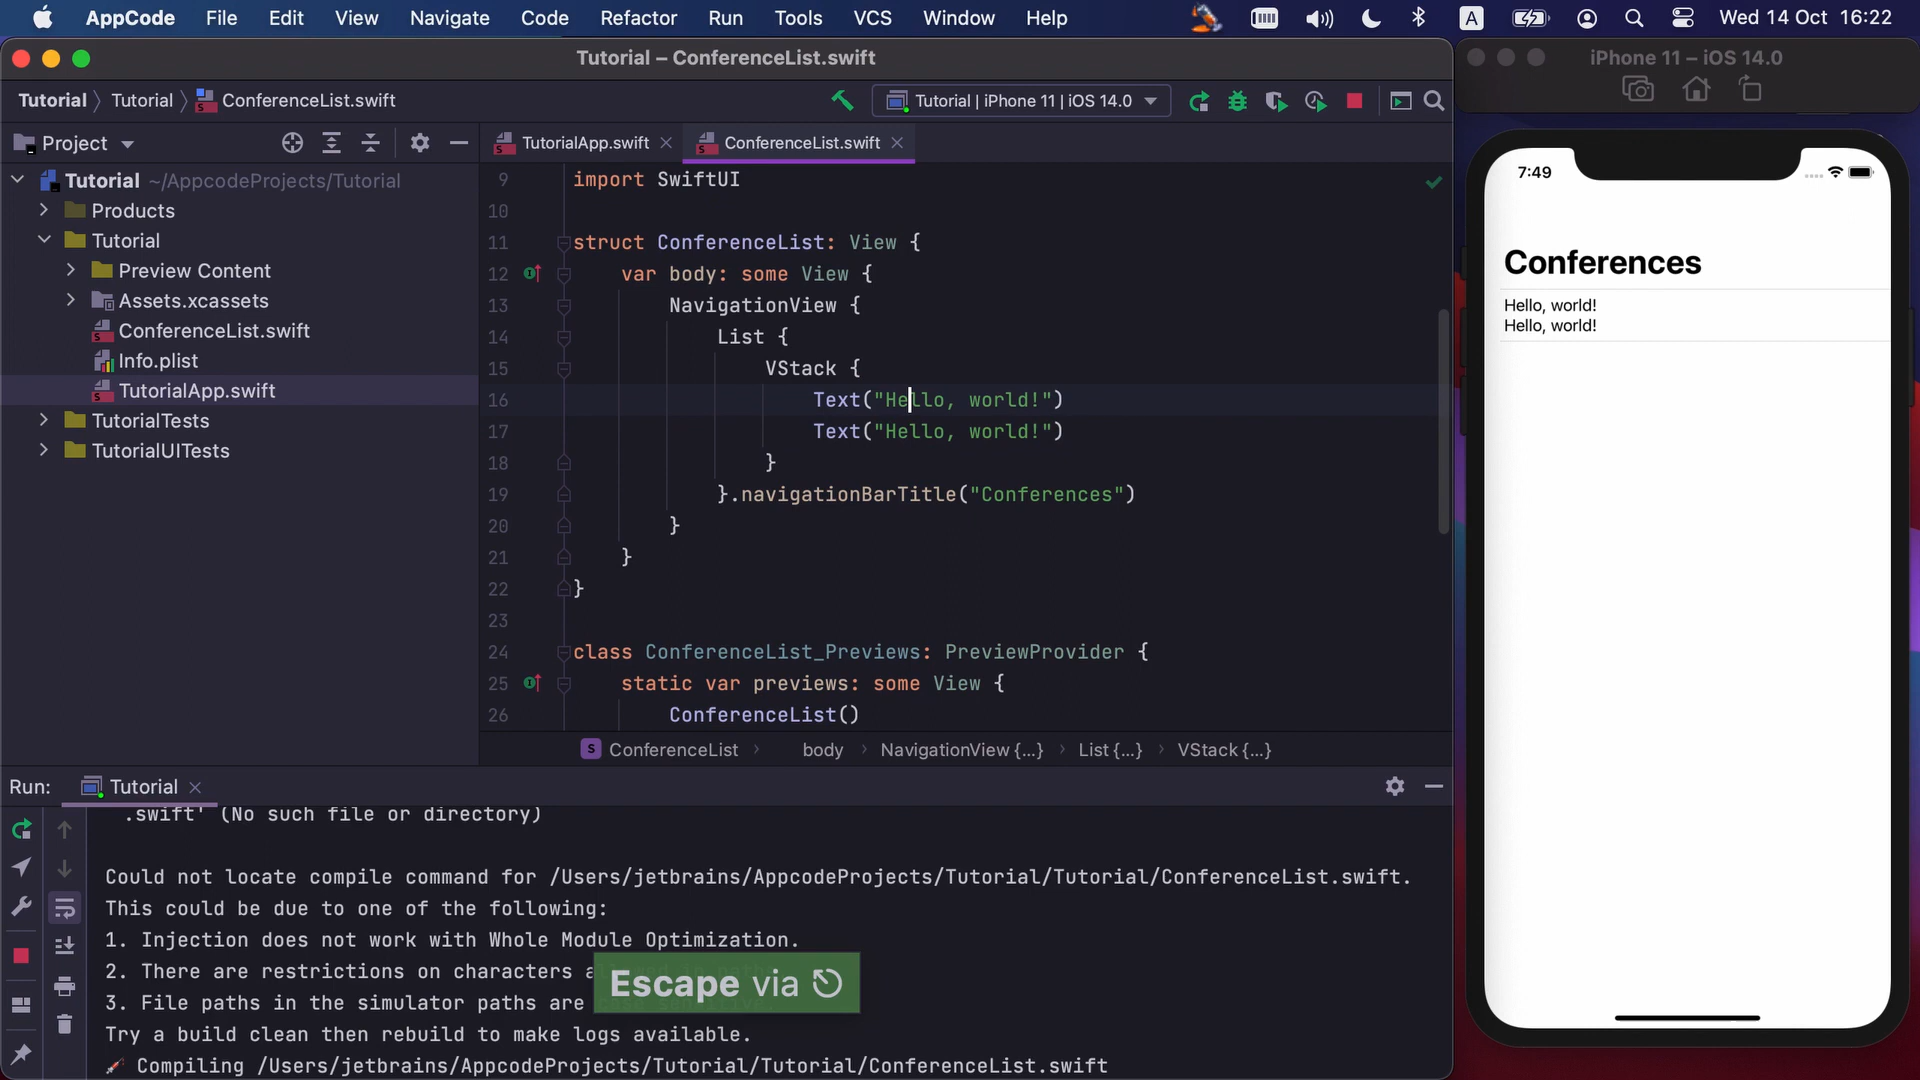 AppCode File Edit View Navigate Code Refactor Run Tools VCS Window Help A Wed 14 Oct 16:22
Tutorial – ConferenceList.swift
Tutorial Tutorial ConferenceList.swift Tutorial | iPhone 11 | iOS 14.0
Project
Tutorial ~/AppcodeProjects/Tutorial
Products
Tutorial
Preview Content
Assets.xcassets
ConferenceList.swift
Info.plist
TutorialApp.swift
TutorialTests
TutorialUITests
TutorialApp.swift ConferenceList.swift
9 import SwiftUI
10
11 struct ConferenceList: View {
12 var body: some View {
13 NavigationView {
14 List {
15 VStack {
16 Text("Hello, world!")
17 Text("Hello, world!")
18 }
19 }.navigationBarTitle("Conferences")
20 }
21 }
22 }
23
24 class ConferenceList_Previews: PreviewProvider {
25 static var previews: some View {
26 ConferenceList()
S ConferenceList body NavigationView {...} List {...} VStack {...}
Run: Tutorial
.swift' (No such file or directory)
Could not locate compile command for /Users/jetbrains/AppcodeProjects/Tutorial/Tutorial/ConferenceList.swift.
This could be due to one of the following:
1. Injection does not work with Whole Module Optimization.
2. There are restrictions on characters
3. File paths in the simulator paths are
Try a build clean then rebuild to make logs available.
Compiling /Users/jetbrains/AppcodeProjects/Tutorial/Tutorial/ConferenceList.swift
Escape via
iPhone 11 – iOS 14.0
7:49
Conferences
Hello, world!
Hello, world!